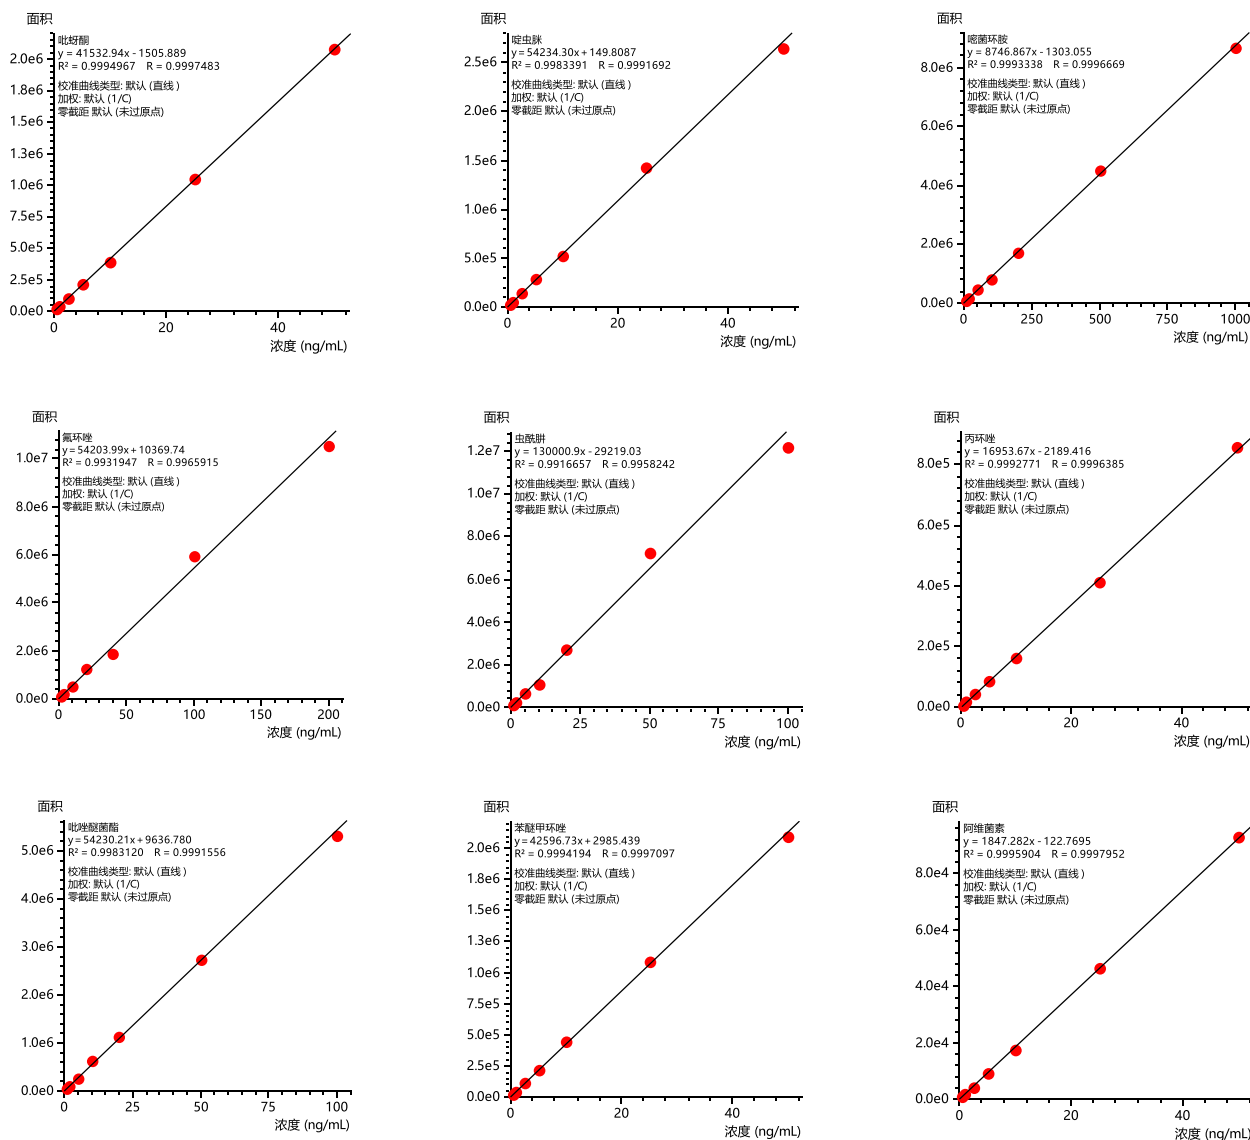 面积
吡蚜酮
y = 41532.94x - 1505.889
R² = 0.9994967 R = 0.9997483
校准曲线类型: 默认 (直线 )
加权: 默认 (1/C)
零截距 默认 (未过原点)
2.0e6
1.8e6
1.5e6
1.3e6
1.0e6
7.5e5
5.0e5
2.5e5
0.0e0
0 20 40
浓度 (ng/mL)
面积
啶虫脒
y = 54234.30x + 149.8087
R² = 0.9983391 R = 0.9991692
校准曲线类型: 默认 (直线 )
加权: 默认 (1/C)
零截距 默认 (未过原点)
2.5e6
2.0e6
1.5e6
1.0e6
5.0e5
0.0e0
0 20 40
浓度 (ng/mL)
面积
嘧菌环胺
y = 8746.867x - 1303.055
R² = 0.9993338 R = 0.9996669
校准曲线类型: 默认 (直线 )
加权: 默认 (1/C)
零截距 默认 (未过原点)
8.0e6
6.0e6
4.0e6
2.0e6
0.0e0
0 250 500 750 1000
浓度 (ng/mL)
面积
氟环唑
y = 54203.99x + 10369.74
R² = 0.9931947 R = 0.9965915
校准曲线类型: 默认 (直线 )
加权: 默认 (1/C)
零截距 默认 (未过原点)
1.0e7
8.0e6
6.0e6
4.0e6
2.0e6
0.0e0
0 50 100 150 200
浓度 (ng/mL)
面积
虫酰肼
y = 130000.9x - 29219.03
R² = 0.9916657 R = 0.9958242
校准曲线类型: 默认 (直线 )
加权: 默认 (1/C)
零截距 默认 (未过原点)
1.2e7
1.0e7
8.0e6
6.0e6
4.0e6
2.0e6
0.0e0
0 25 50 75 100
浓度 (ng/mL)
面积
丙环唑
y = 16953.67x - 2189.416
R² = 0.9992771 R = 0.9996385
校准曲线类型: 默认 (直线 )
加权: 默认 (1/C)
零截距 默认 (未过原点)
8.0e5
6.0e5
4.0e5
2.0e5
0.0e0
0 20 40
浓度 (ng/mL)
面积
吡唑醚菌酯
y = 54230.21x + 9636.780
R² = 0.9983120 R = 0.9991556
校准曲线类型: 默认 (直线 )
加权: 默认 (1/C)
零截距 默认 (未过原点)
5.0e6
4.0e6
3.0e6
2.0e6
1.0e6
0.0e0
0 50 100
浓度 (ng/mL)
面积
苯醚甲环唑
y = 42596.73x + 2985.439
R² = 0.9994194 R = 0.9997097
校准曲线类型: 默认 (直线 )
加权: 默认 (1/C)
零截距 默认 (未过原点)
2.0e6
1.8e6
1.5e6
1.3e6
1.0e6
7.5e5
5.0e5
2.5e5
0.0e0
0 20 40
浓度 (ng/mL)
面积
阿维菌素
y = 1847.282x - 122.7695
R² = 0.9995904 R = 0.9997952
校准曲线类型: 默认 (直线 )
加权: 默认 (1/C)
零截距 默认 (未过原点)
8.0e4
6.0e4
4.0e4
2.0e4
0.0e0
0 20 40
浓度 (ng/mL)